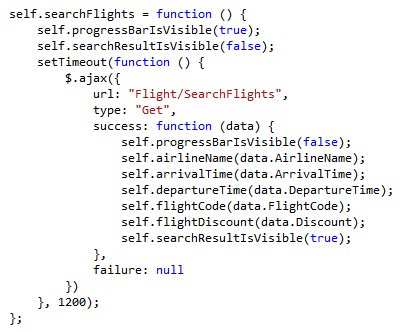 self.searchFlights = function () {
    self.progressBarIsVisible(true);
    self.searchResultIsVisible(false);
    setTimeout(function () {
        $.ajax({
            url: "Flight/SearchFlights",
            type: "Get",
            success: function (data) {
                self.progressBarIsVisible(false);
                self.airlineName(data.AirlineName);
                self.arrivalTime(data.ArrivalTime);
                self.departureTime(data.DepartureTime);
                self.flightCode(data.FlightCode);
                self.flightDiscount(data.Discount);
                self.searchResultIsVisible(true);
            },
            failure: null
        })
    }, 1200);
};